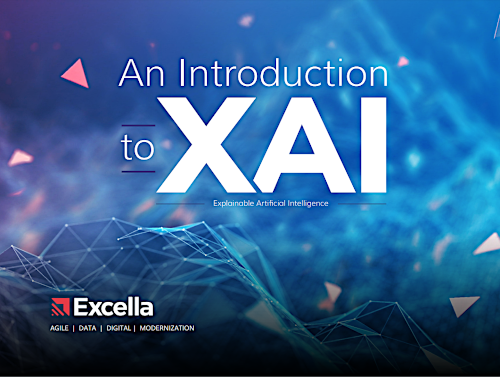 An Introduction
to XAI
Explainable Artificial Intelligence
Excella
AGILE | DATA | DIGITAL | MODERNIZATION